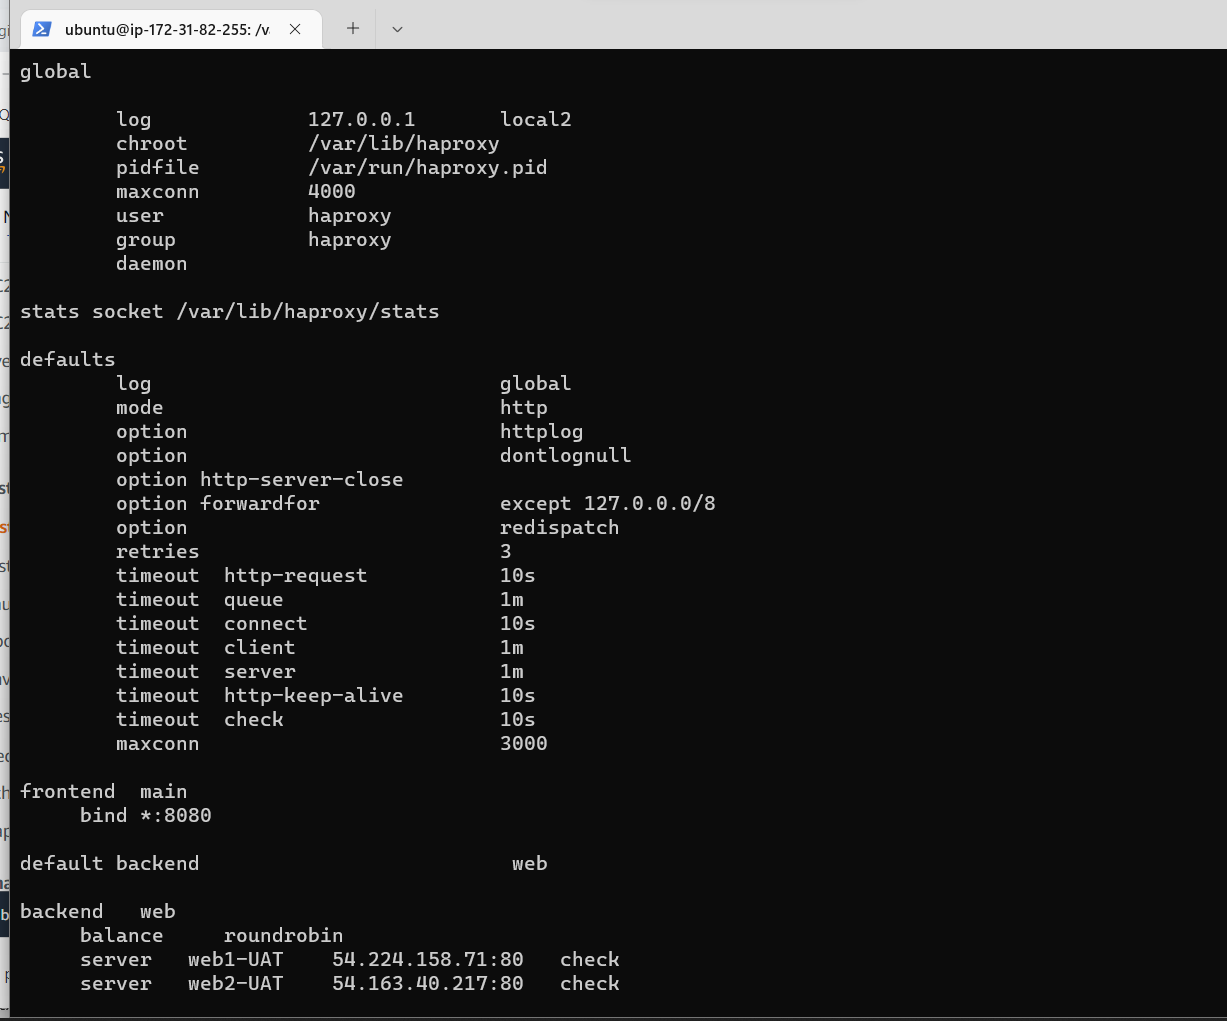 ubuntu@ip-172-31-82-255: /v
global
log 127.0.0.1 local2
chroot /var/lib/haproxy
pidfile /var/run/haproxy.pid
maxconn 4000
user haproxy
group haproxy
daemon
stats socket /var/lib/haproxy/stats
defaults
log global
mode http
option httplog
option dontlognull
option http-server-close
option forwardfor except 127.0.0.0/8
option redispatch
retries 3
timeout http-request 10s
timeout queue 1m
timeout connect 10s
timeout client 1m
timeout server 1m
timeout http-keep-alive 10s
timeout check 10s
maxconn 3000
frontend main
bind *:8080
default backend web
backend web
balance roundrobin
server web1-UAT 54.224.158.71:80 check
server web2-UAT 54.163.40.217:80 check